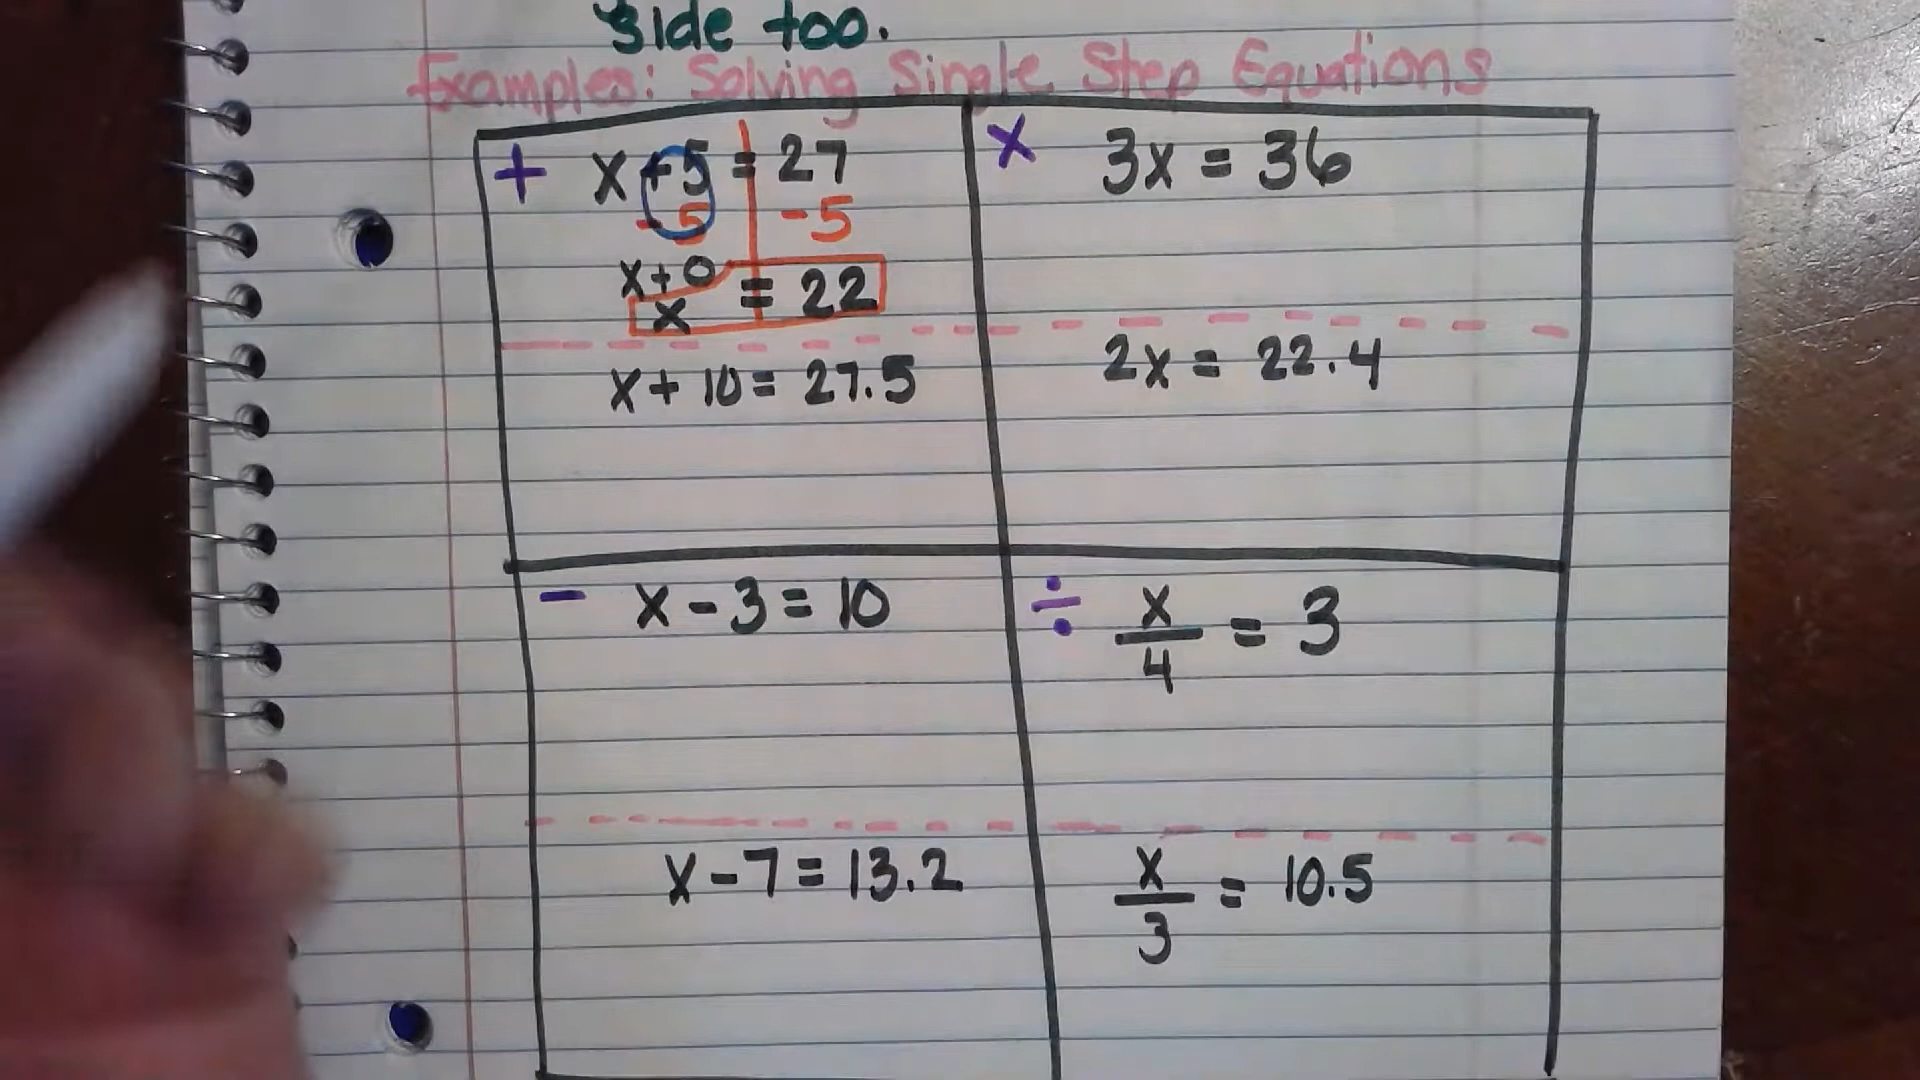 side too.
Examples: Solving Single Step Equations
+ x +5 = 27
- 5 -5
x+0
x = 22
x + 10 = 27.5
× 3x = 36
2x = 22.4
- x - 3 = 10
x - 7 = 13.2
÷ x
4 = 3
x
3 = 10.5